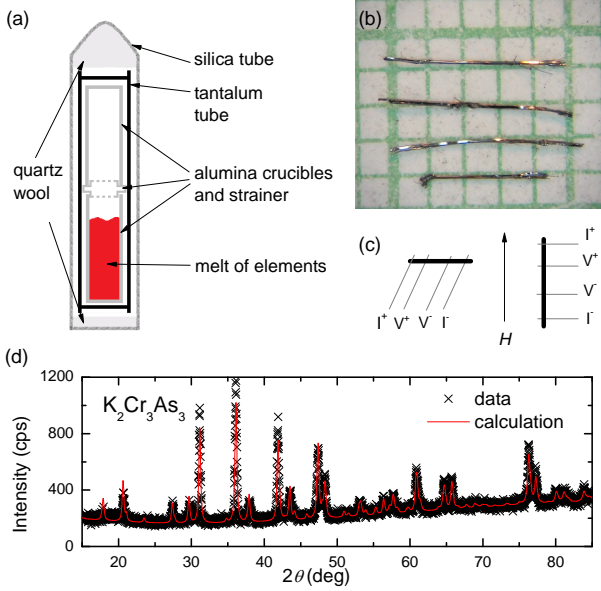 (a)
silica tube
tantalum
tube
quartz
wool
alumina crucibles
and strainer
melt of elements
(b)
(c)
I⁺ V⁺ V⁻ I⁻
H
I⁺
V⁺
V⁻
I⁻
(d)
K₂Cr₃As₃
data
calculation
Intensity (cps)
1200
800
400
0
20 30 40 50 60 70 80
2θ (deg)